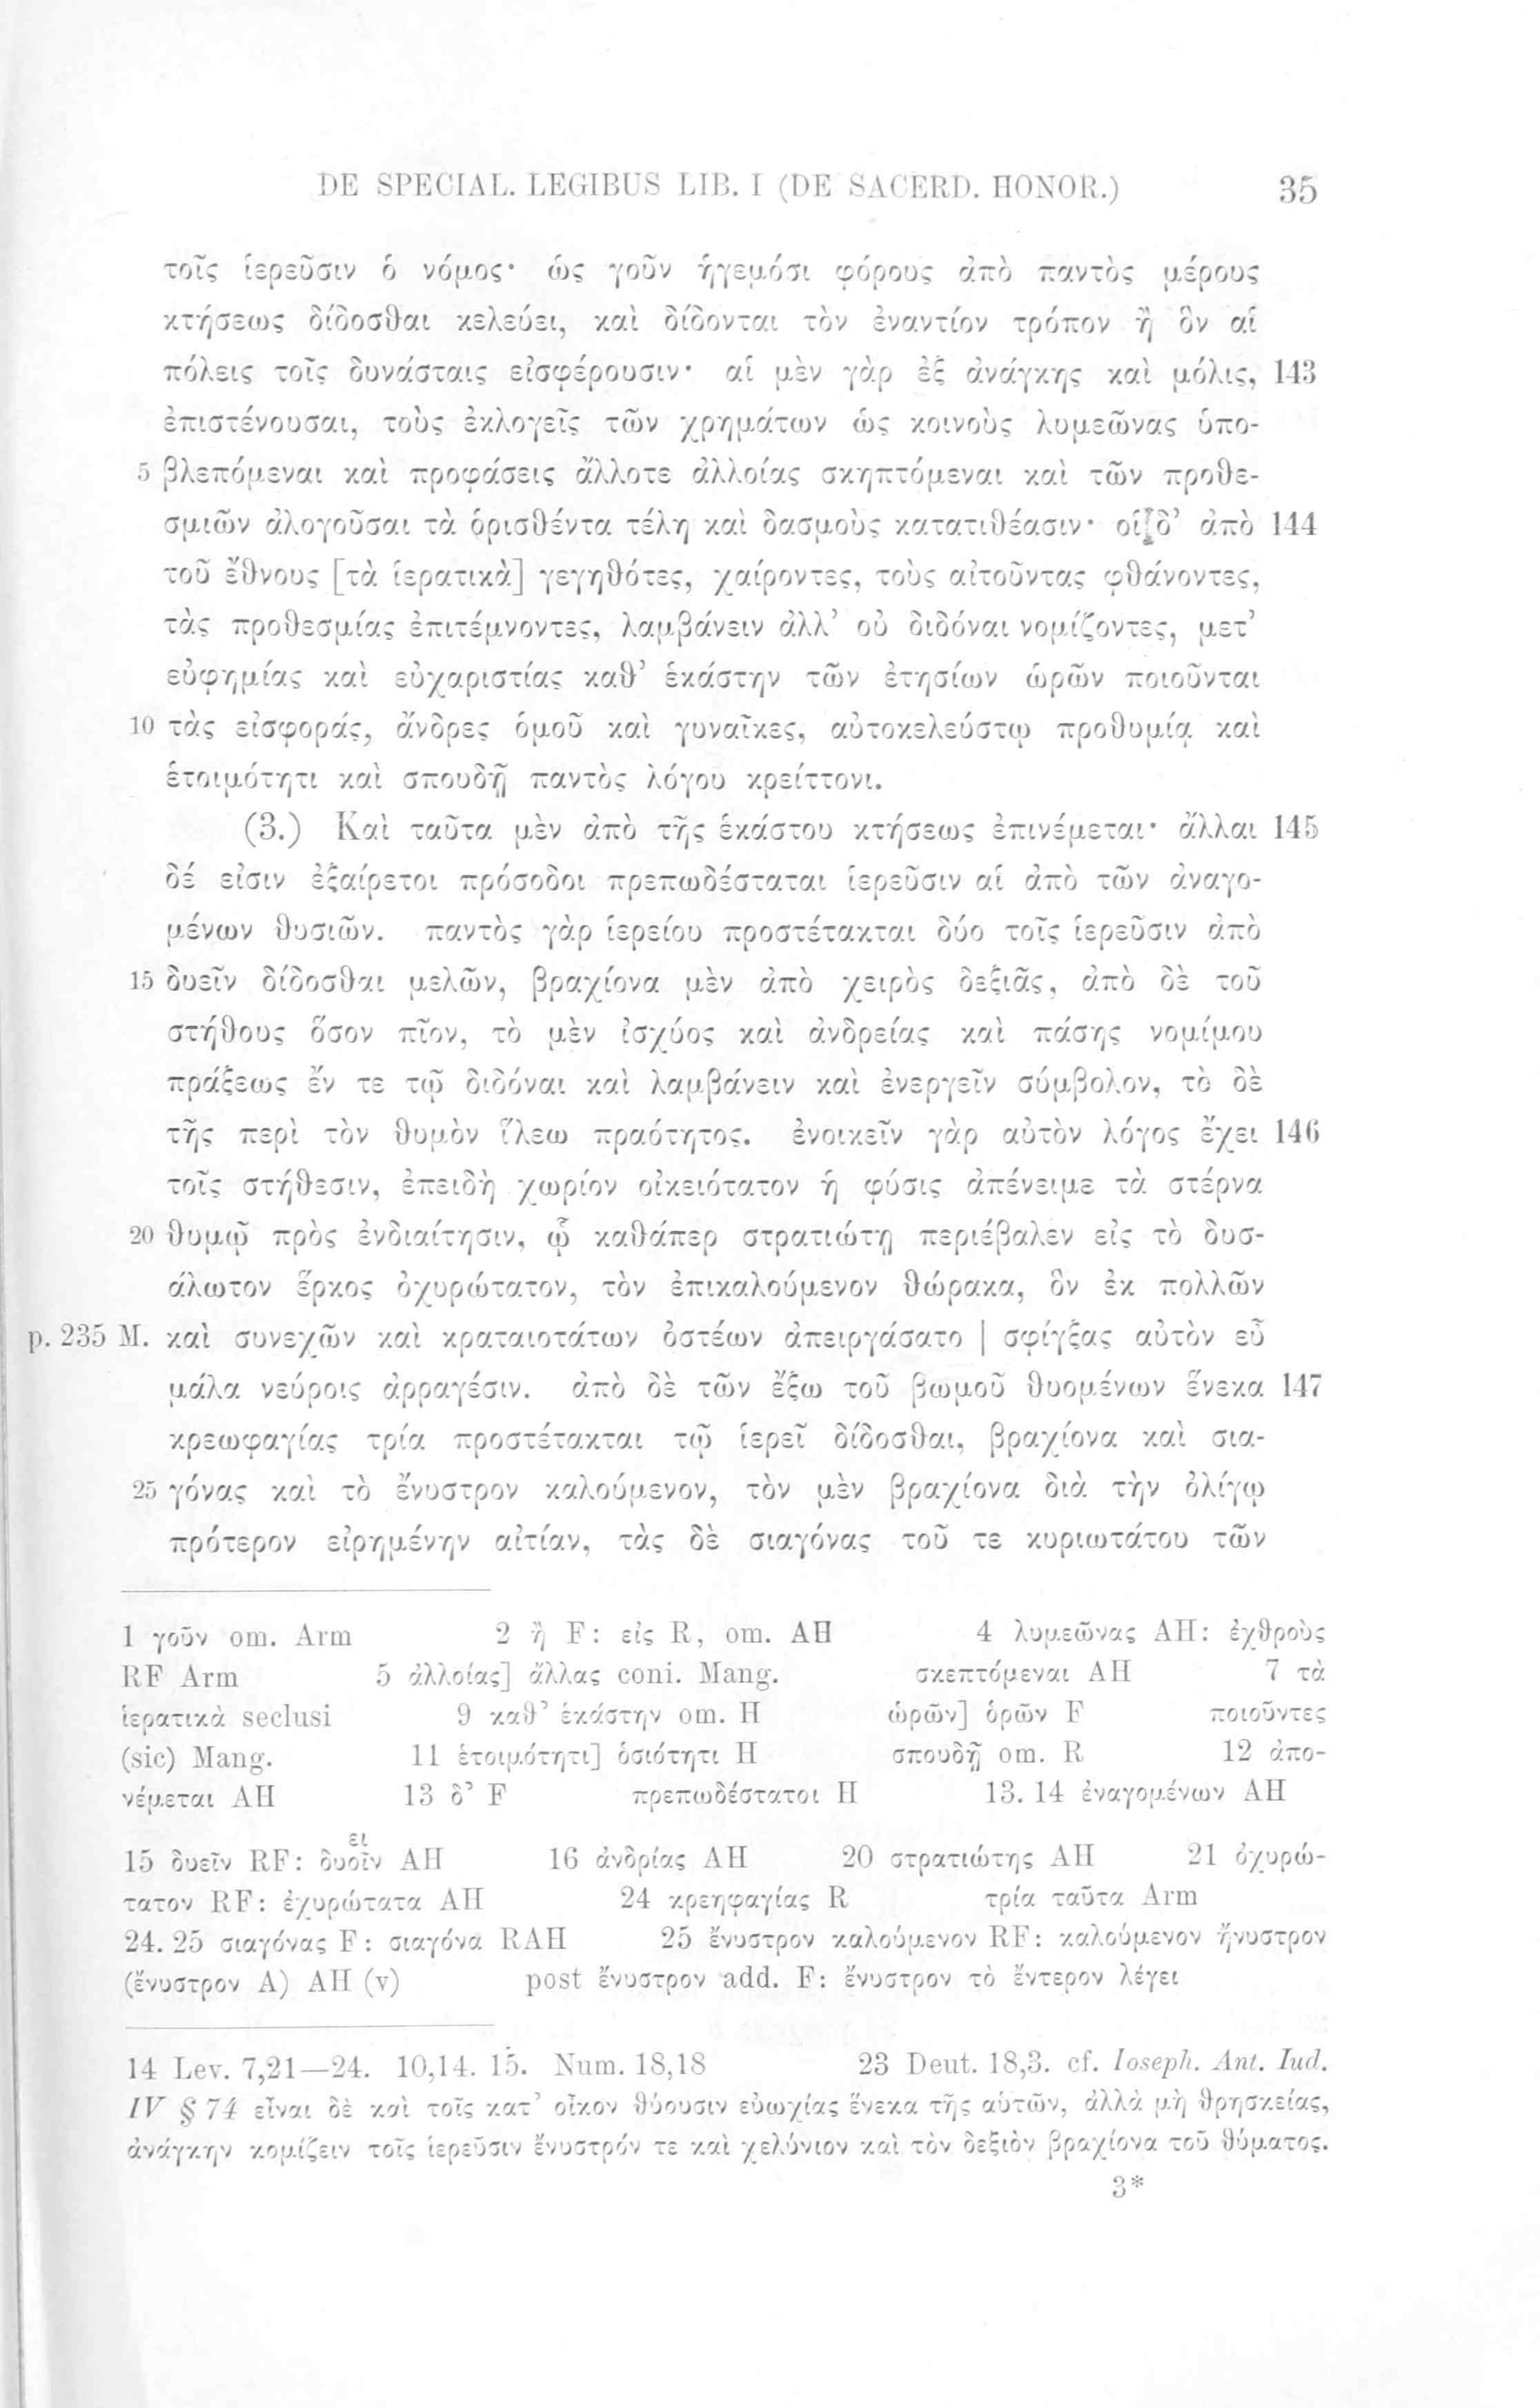 DE SPECIAL. LEGIBUS LIB. I (DE SACERD. HONOR.) 35
τοῖς ἱερεῦσιν ὁ νόμος· ὡς γοῦν ἡγεμόσι φόρους ἀπὸ παντὸς μέρους
κτήσεως δίδοσθαι κελεύει, καὶ δίδονται τὸν ἐναντίον τρόπον ἢ ὃν αἱ
πόλεις τοῖς δυνάσταις εἰσφέρουσιν· αἱ μὲν γὰρ ἐξ ἀνάγκης καὶ μόλις, 143
ἐπιστένουσαι, τοὺς ἐκλογεῖς τῶν χρημάτων ὡς κοινοὺς λυμεῶνας ὑπο-
5 βλεπόμεναι καὶ προφάσεις ἄλλοτε ἀλλοίας σκηπτόμεναι καὶ τῶν προθε-
σμιῶν ἀλογοῦσαι τὰ ὁρισθέντα τέλη καὶ δασμοὺς κατατιθέασιν· οἱ δ’ ἀπὸ 144
τοῦ ἔθνους [τὰ ἱερατικὰ] γεγηθότες, χαίροντες, τοὺς αἰτοῦντας φθάνοντες,
τὰς προθεσμίας ἐπιτέμνοντες, λαμβάνειν ἀλλ’ οὐ διδόναι νομίζοντες, μετ’
εὐφημίας καὶ εὐχαριστίας καθ’ ἑκάστην τῶν ἐτησίων ὡρῶν ποιοῦνται
10 τὰς εἰσφοράς, ἄνδρες ὁμοῦ καὶ γυναῖκες, αὐτοκελεύστῳ προθυμίᾳ καὶ
ἑτοιμότητι καὶ σπουδῇ παντὸς λόγου κρείττονι.
(3.) Καὶ ταῦτα μὲν ἀπὸ τῆς ἑκάστου κτήσεως ἐπινέμεται· ἄλλαι 145
δέ εἰσιν ἐξαίρετοι πρόσοδοι πρεπωδέσταται ἱερεῦσιν αἱ ἀπὸ τῶν ἀναγο-
μένων θυσιῶν. παντὸς γὰρ ἱερείου προστέτακται δύο τοῖς ἱερεῦσιν ἀπὸ
15 δυεῖν δίδοσθαι μελῶν, βραχίονα μὲν ἀπὸ χειρὸς δεξιᾶς, ἀπὸ δὲ τοῦ
στήθους ὅσον πῖον, τὸ μὲν ἰσχύος καὶ ἀνδρείας καὶ πάσης νομίμου
πράξεως ἔν τε τῷ διδόναι καὶ λαμβάνειν καὶ ἐνεργεῖν σύμβολον, τὸ δὲ
τῆς περὶ τὸν θυμὸν ἵλεω πραότητος. ἐνοικεῖν γὰρ αὐτὸν λόγος ἔχει 146
τοῖς στήθεσιν, ἐπειδὴ χωρίον οἰκειότατον ἡ φύσις ἀπένειμε τὰ στέρνα
20 θυμῷ πρὸς ἐνδιαίτησιν, ᾧ καθάπερ στρατιώτῃ περιέβαλεν εἰς τὸ δυσ-
άλωτον ἕρκος ὀχυρώτατον, τὸν ἐπικαλούμενον θώρακα, ὃν ἐκ πολλῶν
p. 235 M. καὶ συνεχῶν καὶ κραταιοτάτων ὀστέων ἀπειργάσατο | σφίγξας αὐτὸν εὖ
μάλα νεύροις ἀρραγέσιν. ἀπὸ δὲ τῶν ἔξω τοῦ βωμοῦ θυομένων ἕνεκα 147
κρεωφαγίας τρία προστέτακται τῷ ἱερεῖ δίδοσθαι, βραχίονα καὶ σια-
25 γόνας καὶ τὸ ἔνυστρον καλούμενον, τὸν μὲν βραχίονα διὰ τὴν ὀλίγῳ
πρότερον εἰρημένην αἰτίαν, τὰς δὲ σιαγόνας τοῦ τε κυριωτάτου τῶν
1 γοῦν om. Arm 2 ἢ F: εἰς R, om. AH 4 λυμεῶνας AH: ἐχθροὺς
RF Arm 5 ἀλλοίας] ἄλλας coni. Mang. σκεπτόμεναι AH 7 τὰ
ἱερατικὰ seclusi 9 καθ’ ἑκάστην om. H ὡρῶν] ὁρῶν F ποιοῦντες
(sic) Mang. 11 ἑτοιμότητι] ὁσιότητι H σπουδῇ om. R 12 ἀπο-
νέμεται AH 13 δ’ F πρεπωδέστατοι H 13. 14 ἐναγομένων AH
ει
15 δυεῖν RF: δυοῖν AH 16 ἀνδρίας AH 20 στρατιώτης AH 21 ὀχυρώ-
τατον RF: ἐχυρώτατα AH 24 κρεηφαγίας R τρία ταῦτα Arm
24. 25 σιαγόνας F: σιαγόνα RAH 25 ἔνυστρον καλούμενον RF: καλούμενον ἤνυστρον
(ἔνυστρον A) AH (v) post ἔνυστρον add. F: ἔνυστρον τὸ ἔντερον λέγει
14 Lev. 7,21—24. 10,14. 15. Num. 18,18 23 Deut. 18,3. cf. Ioseph. Ant. Iud.
IV § 74 εἶναι δὲ καὶ τοῖς κατ’ οἶκον θύουσιν εὐωχίας ἕνεκα τῆς αὑτῶν, ἀλλὰ μὴ θρησκείας,
ἀνάγκην κομίζειν τοῖς ἱερεῦσιν ἔνυστρόν τε καὶ χελύνιον καὶ τὸν δεξιὸν βραχίονα τοῦ θύματος.
3*